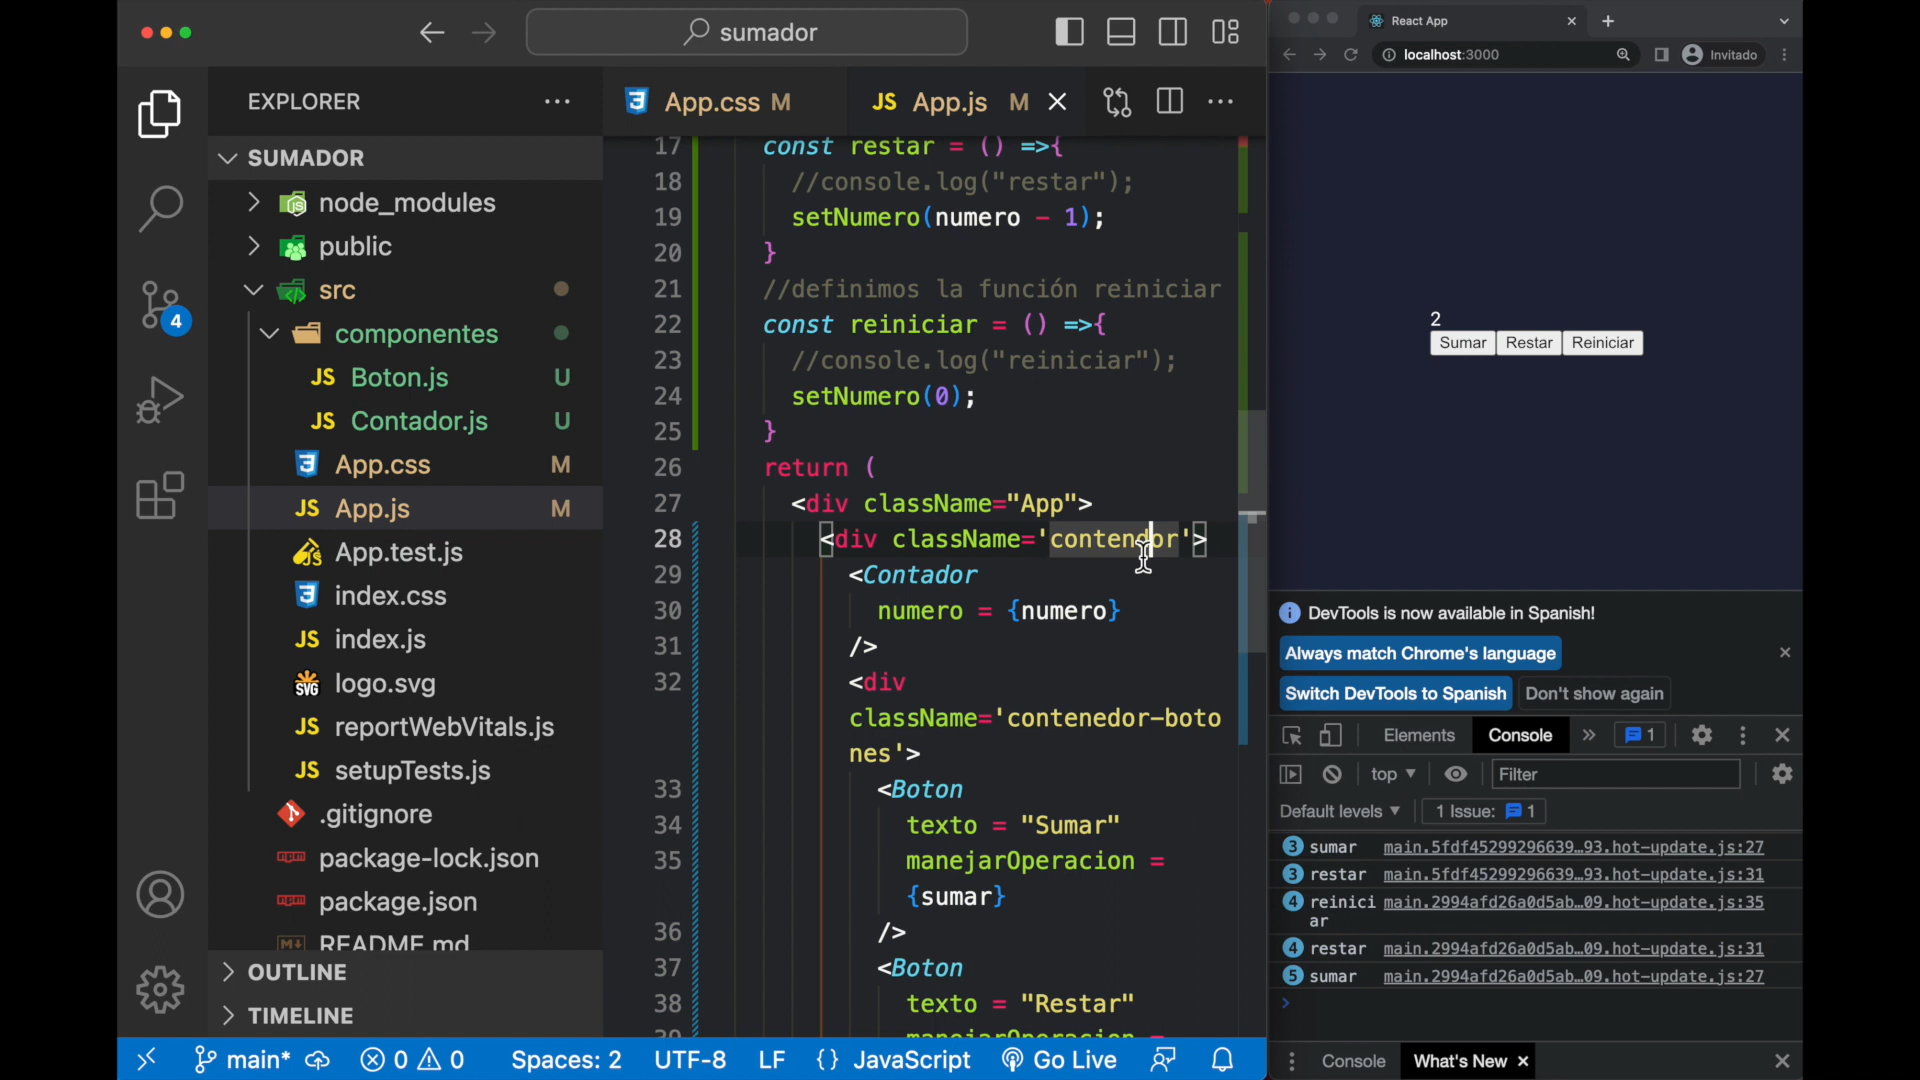 sumador
EXPLORER
SUMADOR
node_modules
public
src
componentes
JS Boton.js U
JS Contador.js U
App.css M
JS App.js M
App.test.js
index.css
JS index.js
SVG logo.svg
JS reportWebVitals.js
JS setupTests.js
.gitignore
package-lock.json
package.json
README.md
OUTLINE
TIMELINE
4
App.css M
JS App.js M
17 const restar = () =>{
18 //console.log("restar");
19 setNumero(numero - 1);
20 }
21 //definimos la función reiniciar
22 const reiniciar = () =>{
23 //console.log("reiniciar");
24 setNumero(0);
25 }
26 return (
27 <div className="App">
28 <div className='contendor'>
29 <Contador
30 numero = {numero}
31 />
32 <div
className='contenedor-boto
nes'>
33 <Boton
34 texto = "Sumar"
35 manejarOperacion =
{sumar}
36 />
37 <Boton
38 texto = "Restar"
39 manejarOperacion =
main* 0 0 Spaces: 2 UTF-8 LF {} JavaScript Go Live
React App
localhost:3000 Invitado
2
Sumar Restar Reiniciar
DevTools is now available in Spanish!
Always match Chrome's language
Switch DevTools to Spanish Don't show again
Elements Console 1
top Filter
Default levels 1 Issue: 1
3 sumar main.5fdf45299296639…93.hot-update.js:27
3 restar main.5fdf45299296639…93.hot-update.js:31
4 reinici main.2994afd26a0d5ab…09.hot-update.js:35
ar
4 restar main.2994afd26a0d5ab…09.hot-update.js:31
5 sumar main.2994afd26a0d5ab…09.hot-update.js:27
Console What's New